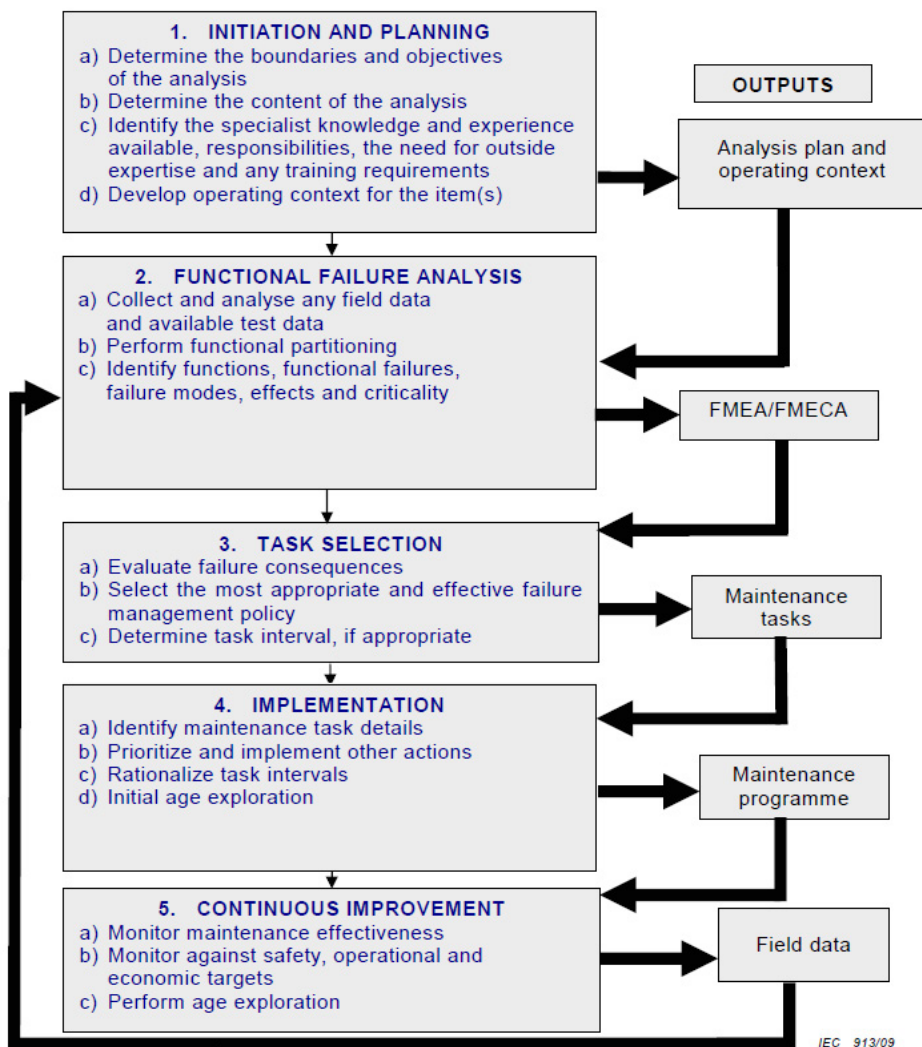 1. INITIATION AND PLANNING
a) Determine the boundaries and objectives
of the analysis
b) Determine the content of the analysis
c) Identify the specialist knowledge and experience
available, responsibilities, the need for outside
expertise and any training requirements
d) Develop operating context for the item(s)
OUTPUTS
Analysis plan and
operating context
2. FUNCTIONAL FAILURE ANALYSIS
a) Collect and analyse any field data
and available test data
b) Perform functional partitioning
c) Identify functions, functional failures,
failure modes, effects and criticality
FMEA/FMECA
3. TASK SELECTION
a) Evaluate failure consequences
b) Select the most appropriate and effective failure
management policy
c) Determine task interval, if appropriate
Maintenance
tasks
4. IMPLEMENTATION
a) Identify maintenance task details
b) Prioritize and implement other actions
c) Rationalize task intervals
d) Initial age exploration
Maintenance
programme
5. CONTINUOUS IMPROVEMENT
a) Monitor maintenance effectiveness
b) Monitor against safety, operational and
economic targets
c) Perform age exploration
Field data
IEC 913/09